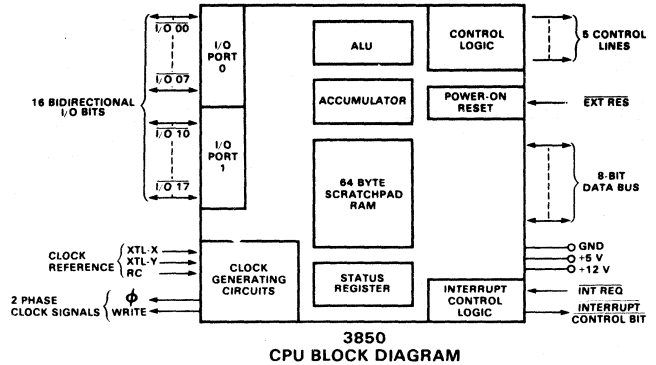 I/O 00
I/O 07
16 BIDIRECTIONAL
I/O BITS
I/O 10
I/O 17
CLOCK
REFERENCE
XTL-X
XTL-Y
RC
2 PHASE
CLOCK SIGNALS
ϕ
WRITE
I/O
PORT
0
I/O
PORT
1
CLOCK
GENERATING
CIRCUITS
ALU
ACCUMULATOR
64 BYTE
SCRATCHPAD
RAM
STATUS
REGISTER
CONTROL
LOGIC
POWER-ON
RESET
INTERRUPT
CONTROL
LOGIC
5 CONTROL
LINES
EXT RES
8-BIT
DATA BUS
GND
+5 V
+12 V
INT REQ
INTERRUPT
CONTROL BIT
3850
CPU BLOCK DIAGRAM